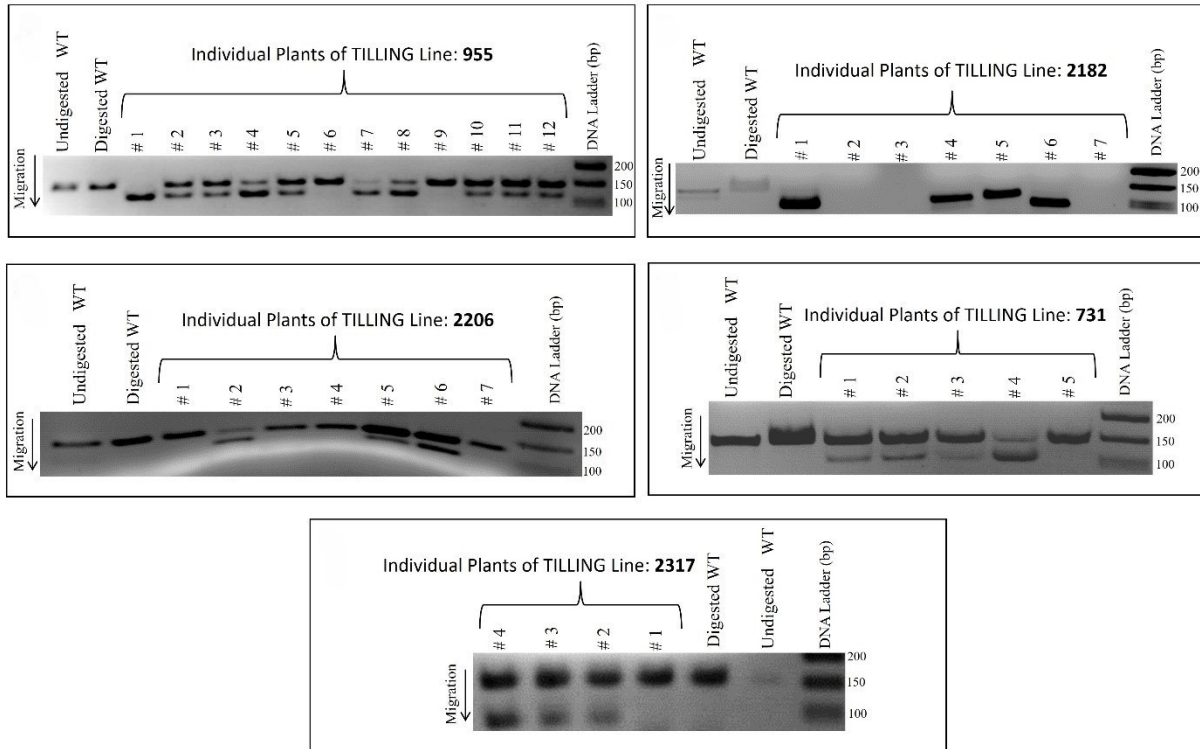 Individual Plants of TILLING Line: 955
Undigested WT
Digested WT
# 1
# 2
# 3
# 4
# 5
# 6
# 7
# 8
# 9
# 10
# 11
# 12
DNA Ladder (bp)
Migration
200
150
100
Individual Plants of TILLING Line: 2182
Undigested WT
Digested WT
# 1
# 2
# 3
# 4
# 5
# 6
# 7
DNA Ladder (bp)
Migration
200
150
100
Individual Plants of TILLING Line: 2206
Undigested WT
Digested WT
# 1
# 2
# 3
# 4
# 5
# 6
# 7
DNA Ladder (bp)
Migration
200
150
100
Individual Plants of TILLING Line: 731
Undigested WT
Digested WT
# 1
# 2
# 3
# 4
# 5
DNA Ladder (bp)
Migration
200
150
100
Individual Plants of TILLING Line: 2317
# 4
# 3
# 2
# 1
Digested WT
Undigested WT
DNA Ladder (bp)
Migration
200
150
100